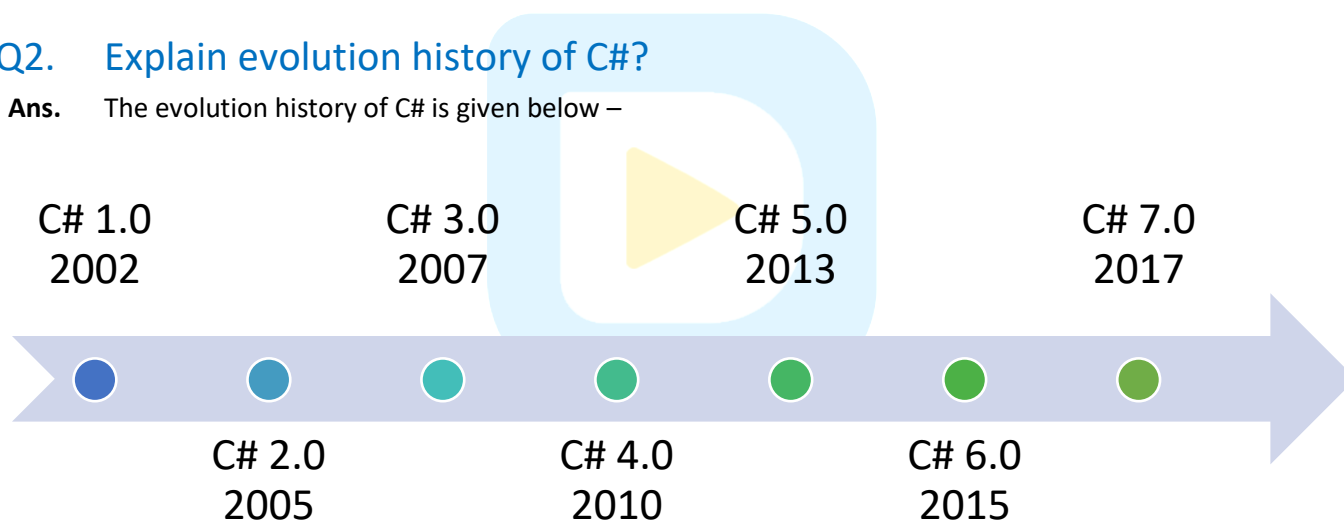 Q2. Explain evolution history of C#?
Ans. The evolution history of C# is given below –
C# 1.0
2002
C# 3.0
2007
C# 5.0
2013
C# 7.0
2017
C# 2.0
2005
C# 4.0
2010
C# 6.0
2015